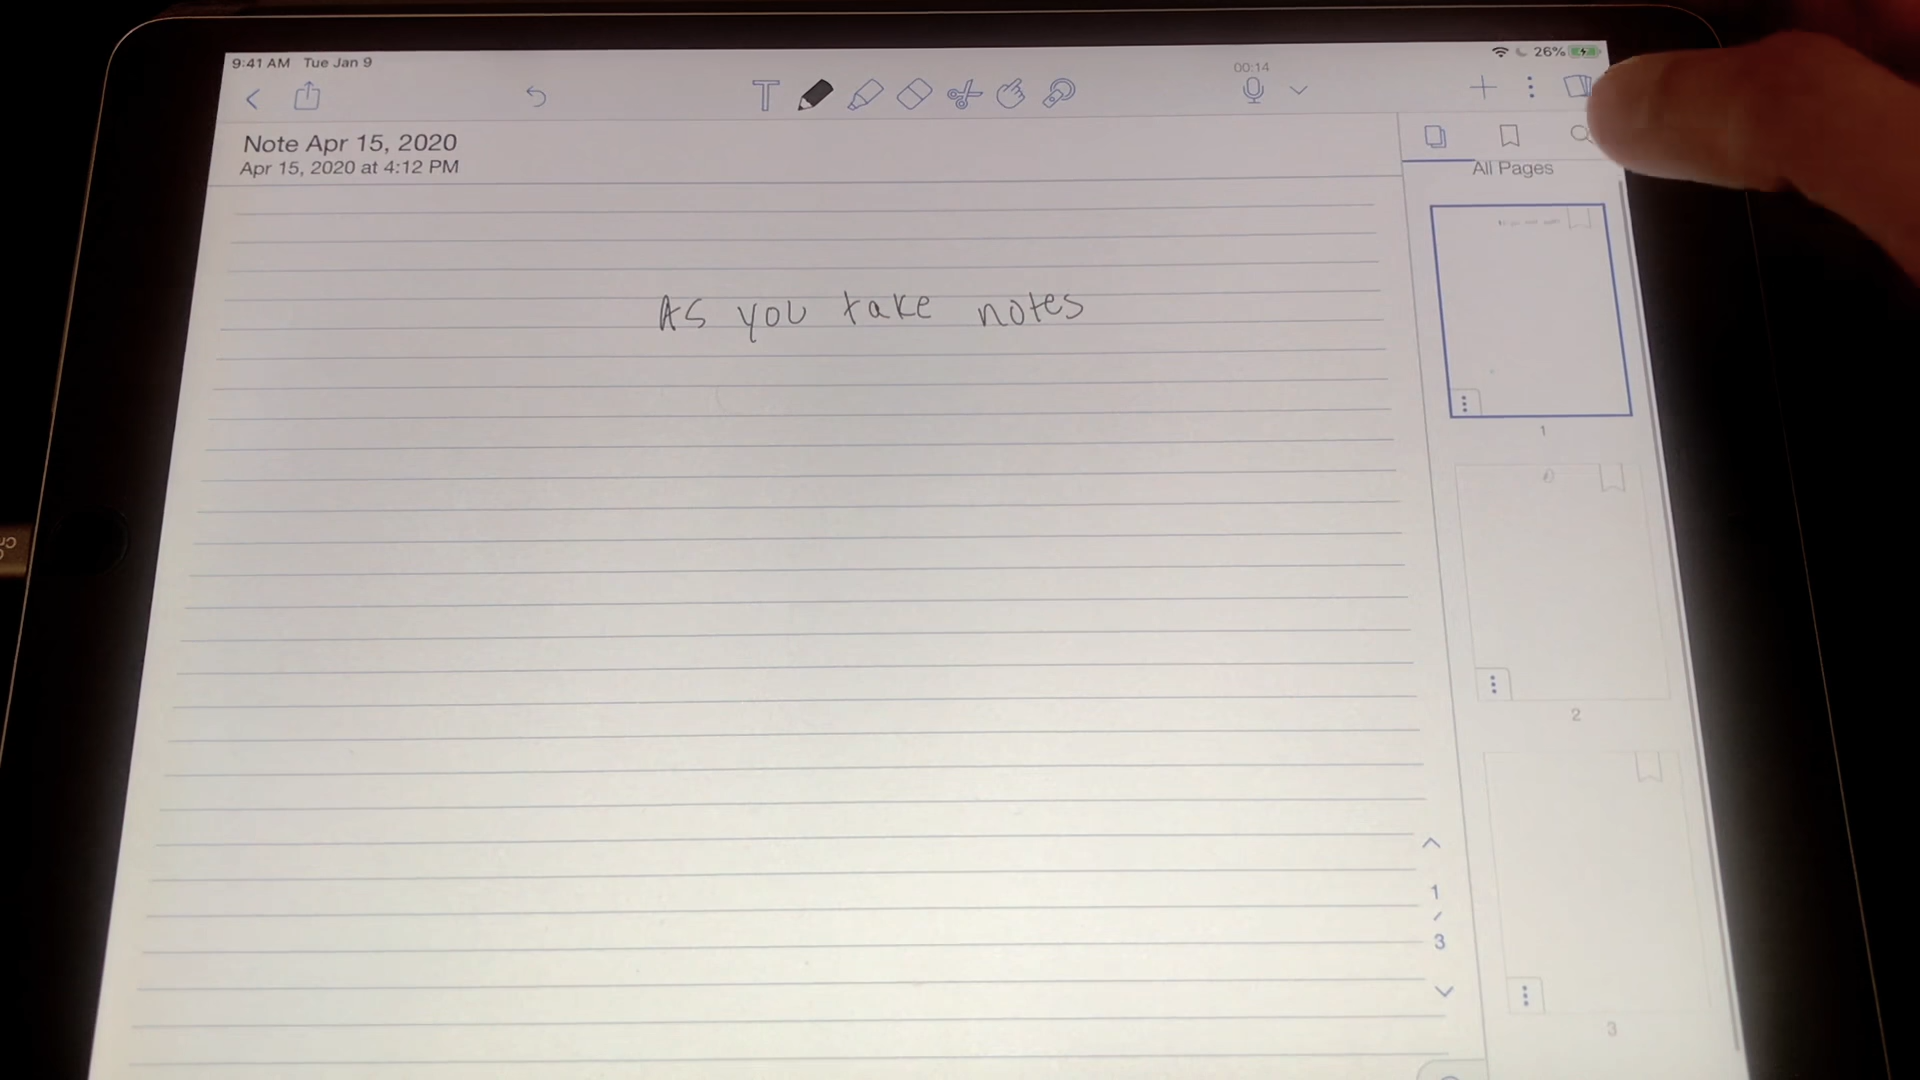 9:41 AM Tue Jan 9
26%
00:14
Note Apr 15, 2020
Apr 15, 2020 at 4:12 PM
All Pages
As you take notes
1
2
1
/
3
3